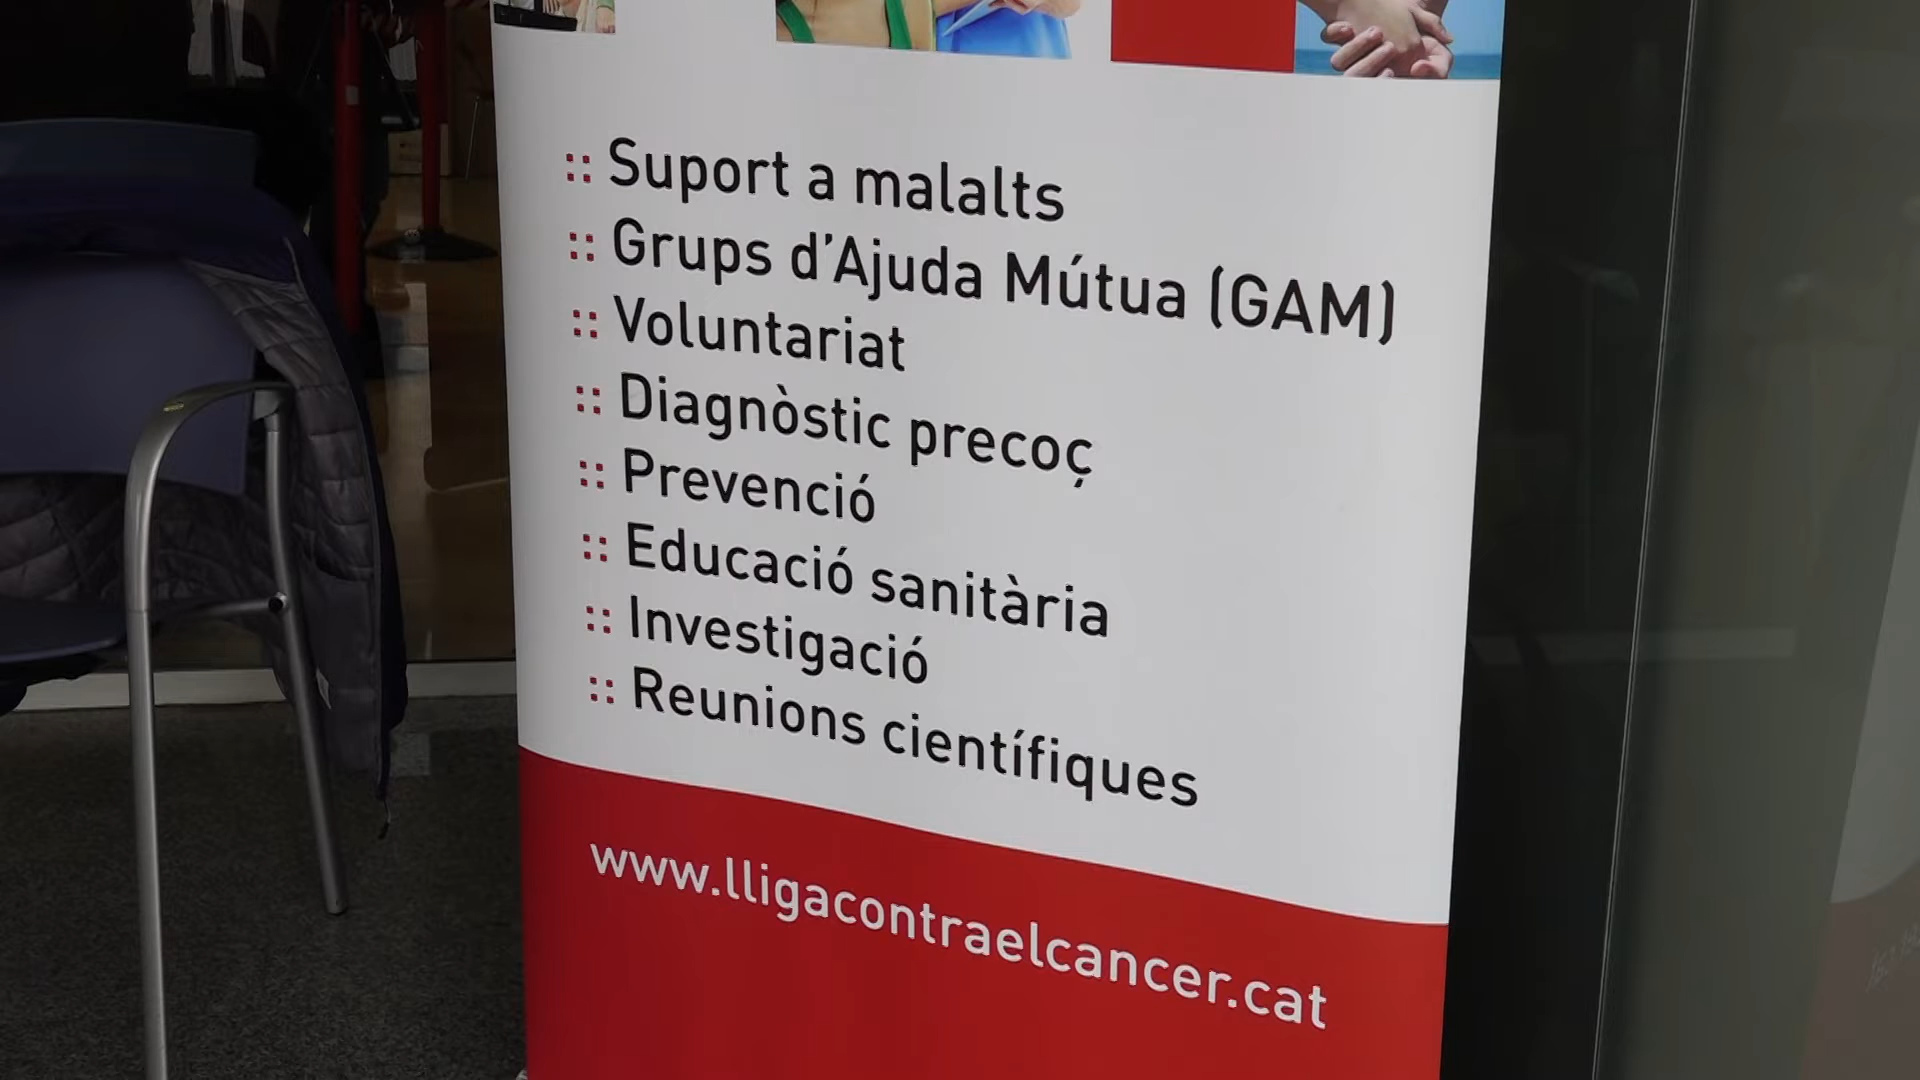 :: Suport a malalts
:: Grups d'Ajuda Mútua (GAM)
:: Voluntariat
:: Diagnòstic precoç
:: Prevenció
:: Educació sanitària
:: Investigació
:: Reunions científiques
www.lligacontraelcancer.cat